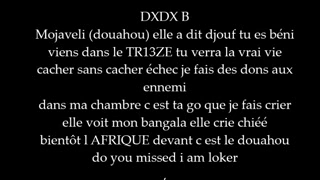 DXDX B
Mojaveli (douahou) elle a dit djouf tu es béni
viens dans le TR13ZE tu verra la vrai vie
cacher sans cacher échec je fais des dons aux
ennemi
dans ma chambre c est ta go que je fais crier
elle voit mon bangala elle crie chiéé
bientôt l AFRIQUE devant c est le douahou
do you missed i am loker